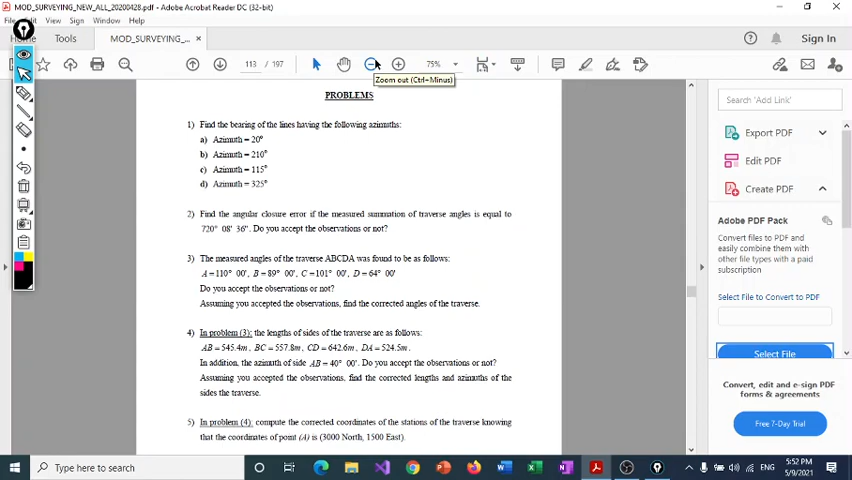 MOD_SURVEYING_NEW_ALL_20200428.pdf - Adobe Acrobat Reader DC (32-bit)
File Edit View Sign Window Help
Home Tools MOD_SURVEYING_... × Sign In
113 / 197 75%
Zoom out (Ctrl+Minus)
PROBLEMS
1) Find the bearing of the lines having the following azimuths:
a) Azimuth = 20°
b) Azimuth = 210°
c) Azimuth = 115°
d) Azimuth = 325°
2) Find the angular closure error if the measured summation of traverse angles is equal to
720° 08' 36". Do you accept the observations or not?
3) The measured angles of the traverse ABCDA was found to be as follows:
A = 110° 00', B = 89° 00', C = 101° 00', D = 64° 00'
Do you accept the observations or not?
Assuming you accepted the observations, find the corrected angles of the traverse.
4) In problem (3): the lengths of sides of the traverse are as follows:
AB = 545.4m, BC = 557.8m, CD = 642.6m, DA = 524.5m.
In addition, the azimuth of side AB = 40° 00'. Do you accept the observations or not?
Assuming you accepted the observations, find the corrected lengths and azimuths of the
sides the traverse.
5) In problem (4): compute the corrected coordinates of the stations of the traverse knowing
that the coordinates of point (A) is (3000 North, 1500 East).
Search 'Add Link'
Export PDF
Edit PDF
Create PDF
Adobe PDF Pack
Convert files to PDF and
easily combine them with
other file types with a paid
subscription
Select File to Convert to PDF
Select File
Convert, edit and e-sign PDF
forms & agreements
Free 7-Day Trial
Type here to search
ENG
5:52 PM
5/9/2021